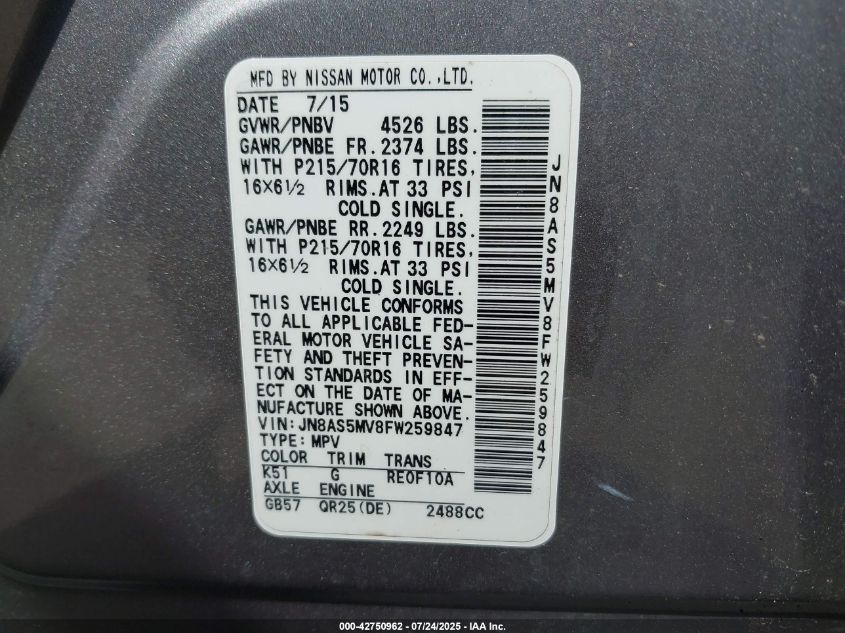 MFD BY NISSAN MOTOR CO.,LTD.
DATE 7/15
GVWR/PNBV 4526 LBS.
GAWR/PNBE FR. 2374 LBS.
WITH P215/70R16 TIRES,
16X6½ RIMS. AT 33 PSI
COLD SINGLE.
GAWR/PNBE RR. 2249 LBS.
WITH P215/70R16 TIRES,
16X6½ RIMS. AT 33 PSI
COLD SINGLE.
THIS VEHICLE CONFORMS
TO ALL APPLICABLE FED-
ERAL MOTOR VEHICLE SA-
FETY AND THEFT PREVEN-
TION STANDARDS IN EFF-
ECT ON THE DATE OF MA-
NUFACTURE SHOWN ABOVE.
VIN: JN8AS5MV8FW259847
TYPE: MPV
COLOR TRIM TRANS
K51 G RE0F10A
AXLE ENGINE
GB57 QR25(DE) 2488CC
JN8AS5MV8FW259847
000-42750962 - 07/24/2025 - IAA Inc.